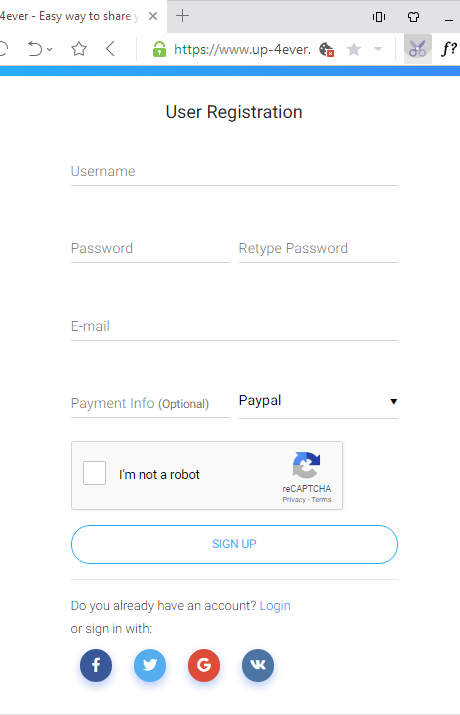 4ever - Easy way to share y
https://www.up-4ever.
f?
User Registration
Username
Password Retype Password
E-mail
Payment Info (Optional) Paypal
I'm not a robot
reCAPTCHA
Privacy - Terms
SIGN UP
Do you already have an account? Login
or sign in with: